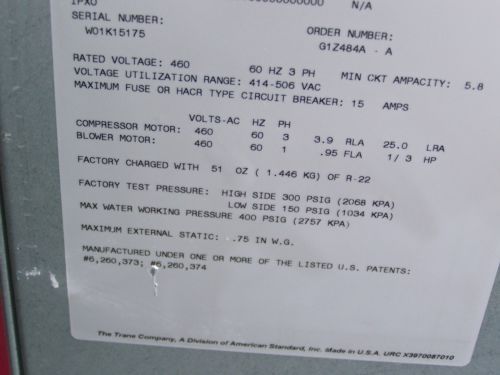 IPX0
N/A
SERIAL NUMBER:
W01K15175
ORDER NUMBER:
G1Z484A - A
RATED VOLTAGE: 460 60 HZ 3 PH MIN CKT AMPACITY: 5.8
VOLTAGE UTILIZATION RANGE: 414-506 VAC
MAXIMUM FUSE OR HACR TYPE CIRCUIT BREAKER: 15 AMPS
VOLTS-AC HZ PH
COMPRESSOR MOTOR: 460 60 3 3.9 RLA 25.0 LRA
BLOWER MOTOR: 460 60 1 .95 FLA 1/ 3 HP
FACTORY CHARGED WITH 51 OZ ( 1.446 KG) OF R-22
FACTORY TEST PRESSURE: HIGH SIDE 300 PSIG (2068 KPA)
LOW SIDE 150 PSIG (1034 KPA)
MAX WATER WORKING PRESSURE 400 PSIG (2757 KPA)
MAXIMUM EXTERNAL STATIC: .75 IN W.G.
MANUFACTURED UNDER ONE OR MORE OF THE LISTED U.S. PATENTS:
#6,260,373; #6,260,374
The Trane Company, A Division of American Standard, Inc. Made in U.S.A. URC X3970087010